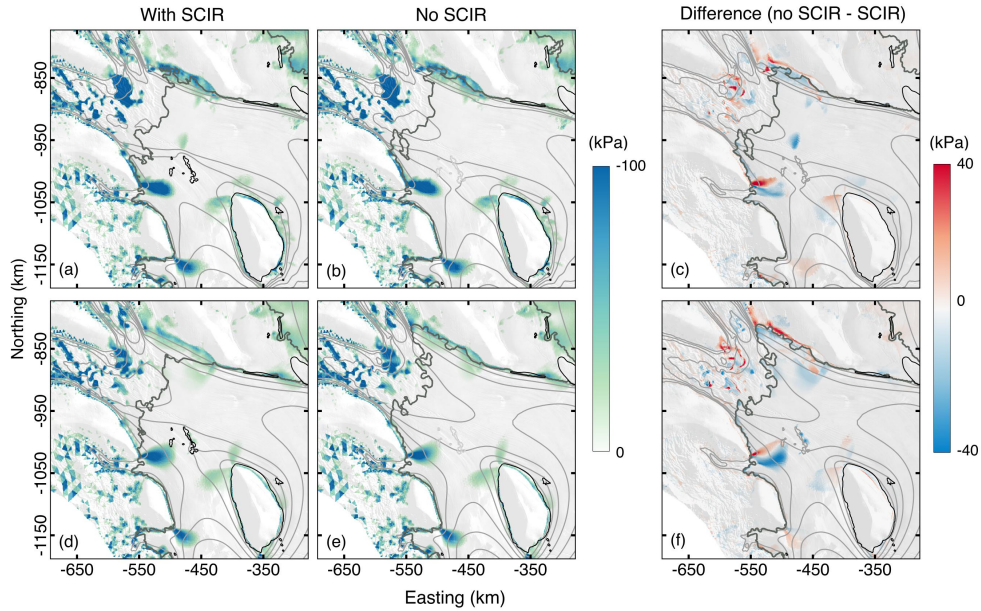 With SCIR
No SCIR
Difference (no SCIR - SCIR)
-850
-950
-1050
-1150
(a)
(b)
(c)
(kPa)
-100
0
(kPa)
40
0
-40
Northing (km)
-850
-950
-1050
-1150
(d)
(e)
(f)
-650
-550
-450
-350
-650
-550
-450
-350
-650
-550
-450
-350
Easting (km)